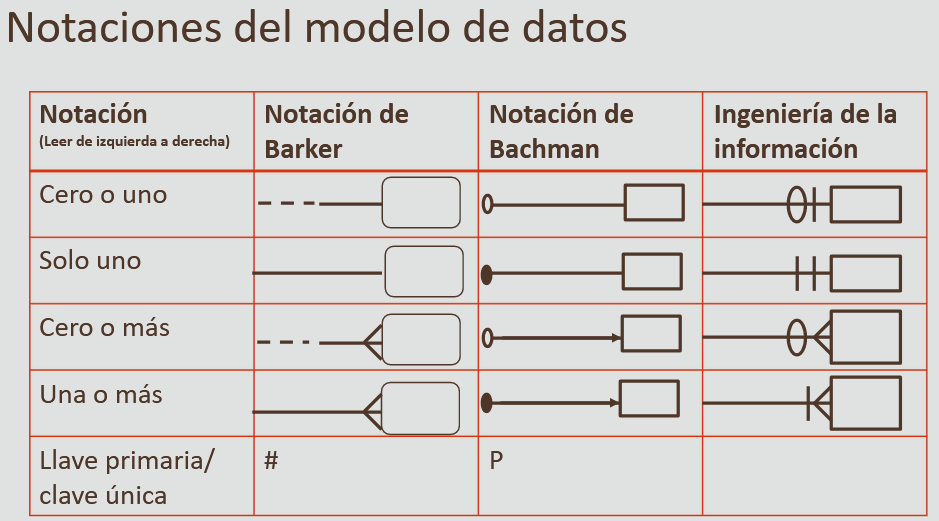 Notaciones del modelo de datos
Notación
(Leer de izquierda a derecha)
Notación de
Barker
Notación de
Bachman
Ingeniería de la
información
Cero o uno
Solo uno
Cero o más
Una o más
Llave primaria/
clave única
#
P